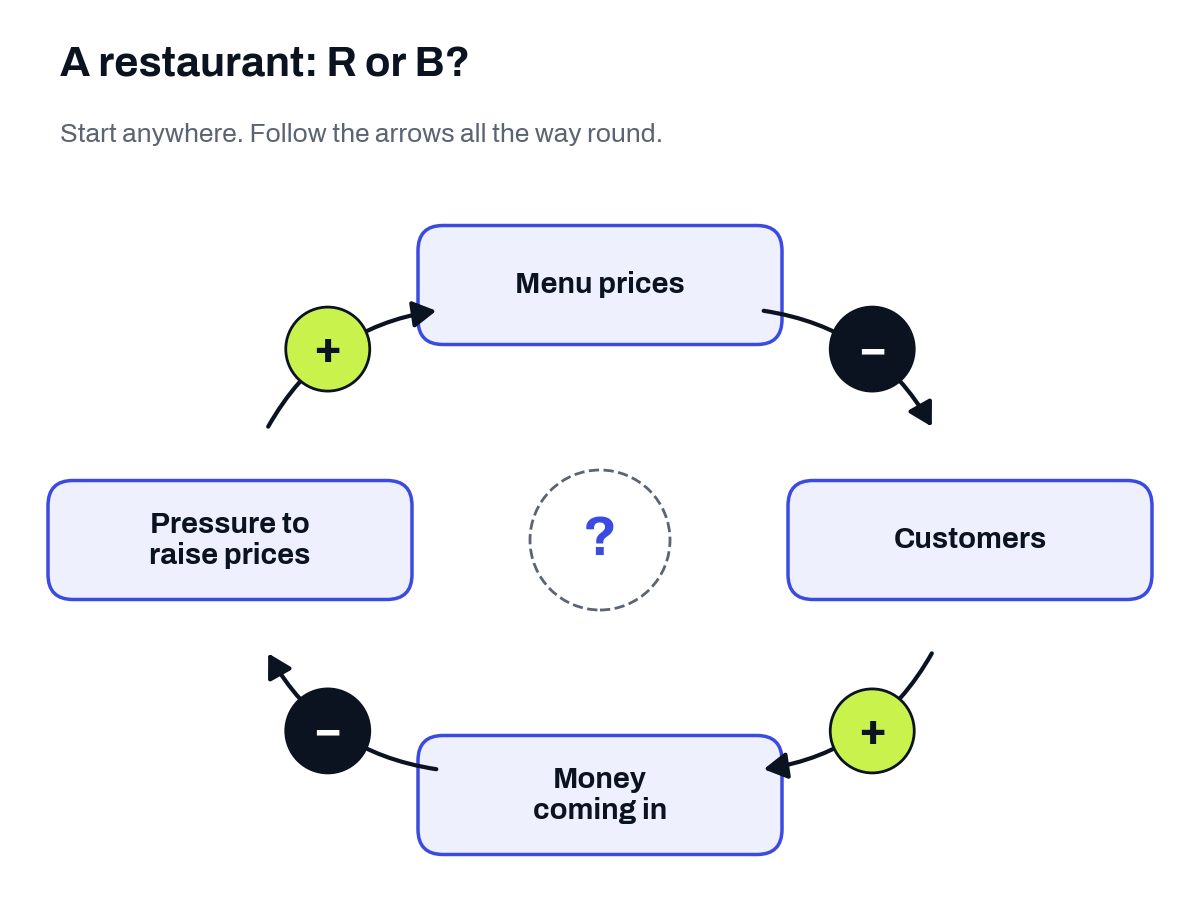 A restaurant: R or B?
Start anywhere. Follow the arrows all the way round.
Menu prices
+
–
Pressure to
raise prices
?
Customers
–
+
Money
coming in